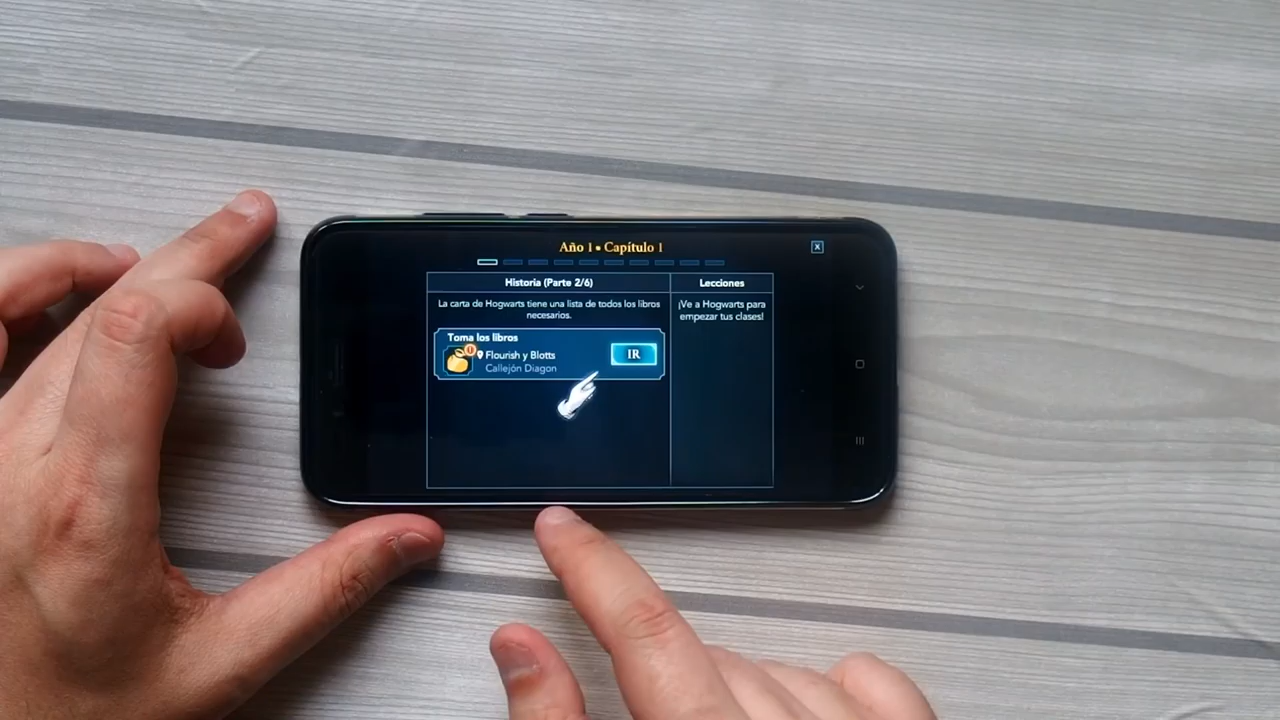 Año 1 • Capítulo 1
X
Historia (Parte 2/6)
La carta de Hogwarts tiene una lista de todos los libros
necesarios.
Toma los libros
Flourish y Blotts
Callejón Diagon
IR
Lecciones
¡Ve a Hogwarts para
empezar tus clases!